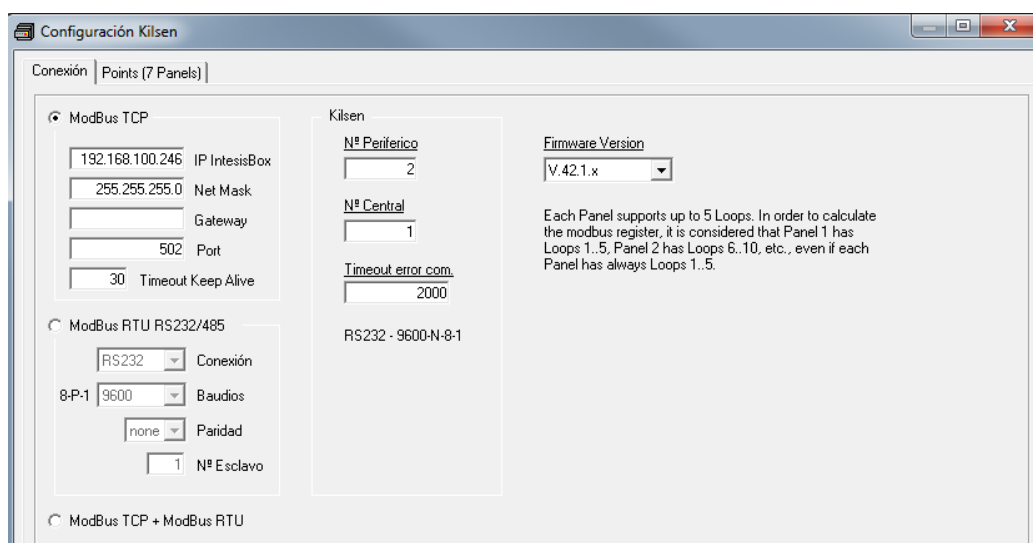 Configuración Kilsen
Conexión
Points (7 Panels)
ModBus TCP
192.168.100.246 IP IntesisBox
255.255.255.0 Net Mask
Gateway
502 Port
30 Timeout Keep Alive
ModBus RTU RS232/485
RS232 Conexión
8-P-1 9600 Baudios
none Paridad
1 Nº Esclavo
ModBus TCP + ModBus RTU
Kilsen
Nº Periferico
2
Nº Central
1
Timeout error com.
2000
RS232 - 9600-N-8-1
Firmware Version
V.42.1.x
Each Panel supports up to 5 Loops. In order to calculate
the modbus register, it is considered that Panel 1 has
Loops 1..5, Panel 2 has Loops 6..10, etc., even if each
Panel has always Loops 1..5.